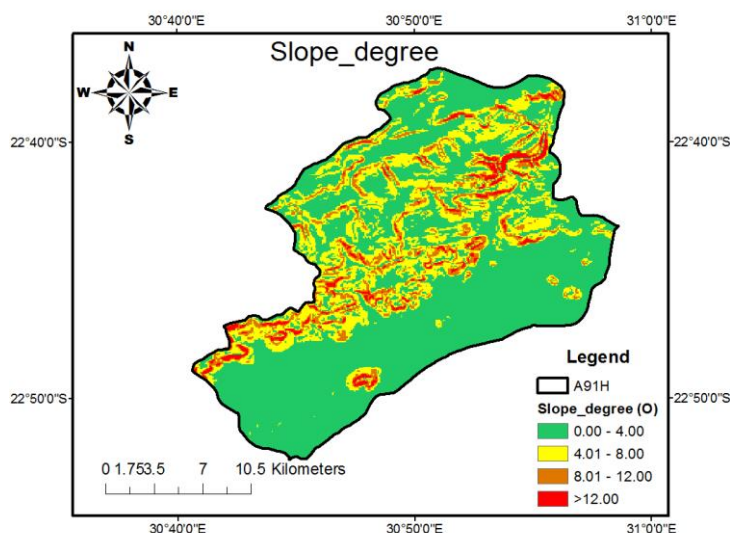 30°40'0"E 30°50'0"E 31°0'0"E
Slope_degree
N
W E
S
22°40'0"S 22°40'0"S
22°50'0"S 22°50'0"S
Legend
A91H
Slope_degree (O)
0.00 - 4.00
4.01 - 8.00
8.01 - 12.00
>12.00
0 1.753.5 7 10.5 Kilometers
30°40'0"E 30°50'0"E 31°0'0"E